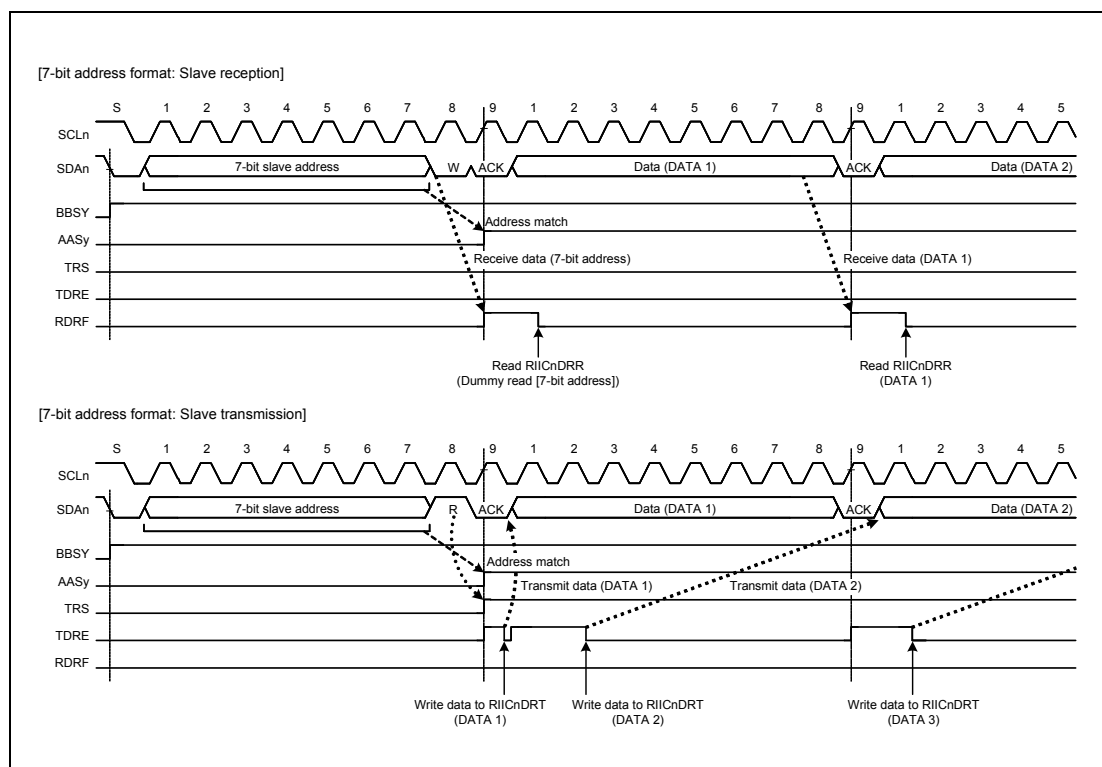 [7-bit address format: Slave reception]
S 1 2 3 4 5 6 7 8 9 1 2 3 4 5 6 7 8 9 1 2 3 4 5
SCLn
SDAn 7-bit slave address W ACK Data (DATA 1) ACK Data (DATA 2)
BBSY
Address match
AASy
Receive data (7-bit address) Receive data (DATA 1)
TRS
TDRE
RDRF
Read RIICnDRR Read RIICnDRR
(Dummy read [7-bit address]) (DATA 1)
[7-bit address format: Slave transmission]
S 1 2 3 4 5 6 7 8 9 1 2 3 4 5 6 7 8 9 1 2 3 4 5
SCLn
SDAn 7-bit slave address R ACK Data (DATA 1) ACK Data (DATA 2)
BBSY
Address match
AASy
Transmit data (DATA 1) Transmit data (DATA 2)
TRS
TDRE
RDRF
Write data to RIICnDRT Write data to RIICnDRT Write data to RIICnDRT
(DATA 1) (DATA 2) (DATA 3)